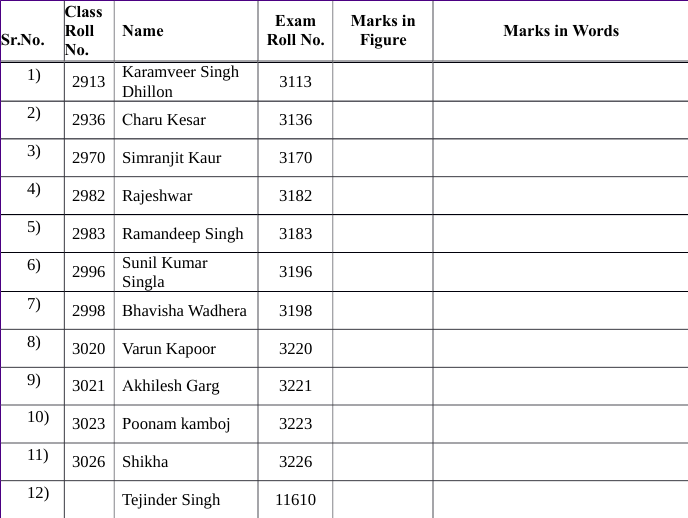 Sr.No. Class Roll No. Name Exam Roll No. Marks in Figure Marks in Words
1) 2913 Karamveer Singh Dhillon 3113
2) 2936 Charu Kesar 3136
3) 2970 Simranjit Kaur 3170
4) 2982 Rajeshwar 3182
5) 2983 Ramandeep Singh 3183
6) 2996 Sunil Kumar Singla 3196
7) 2998 Bhavisha Wadhera 3198
8) 3020 Varun Kapoor 3220
9) 3021 Akhilesh Garg 3221
10) 3023 Poonam kamboj 3223
11) 3026 Shikha 3226
12) Tejinder Singh 11610